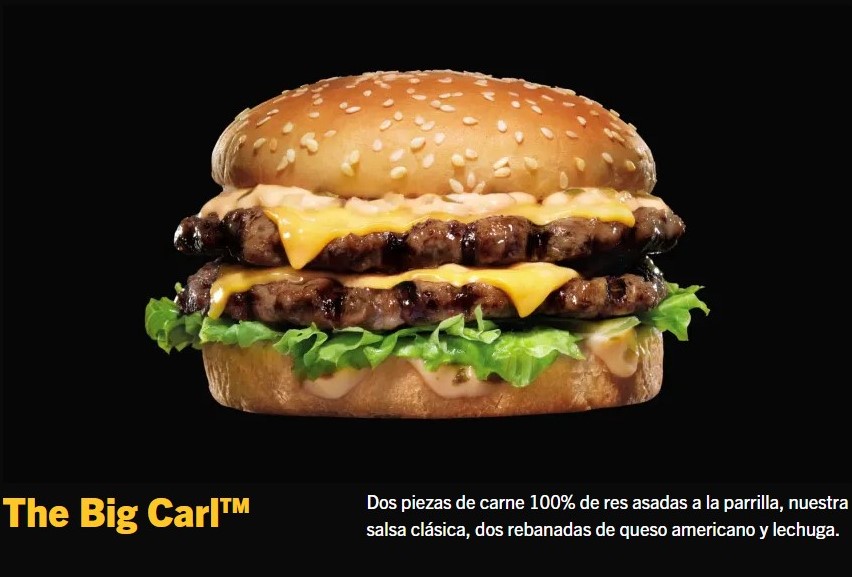 The Big Carl™
Dos piezas de carne 100% de res asadas a la parrilla, nuestra
salsa clásica, dos rebanadas de queso americano y lechuga.